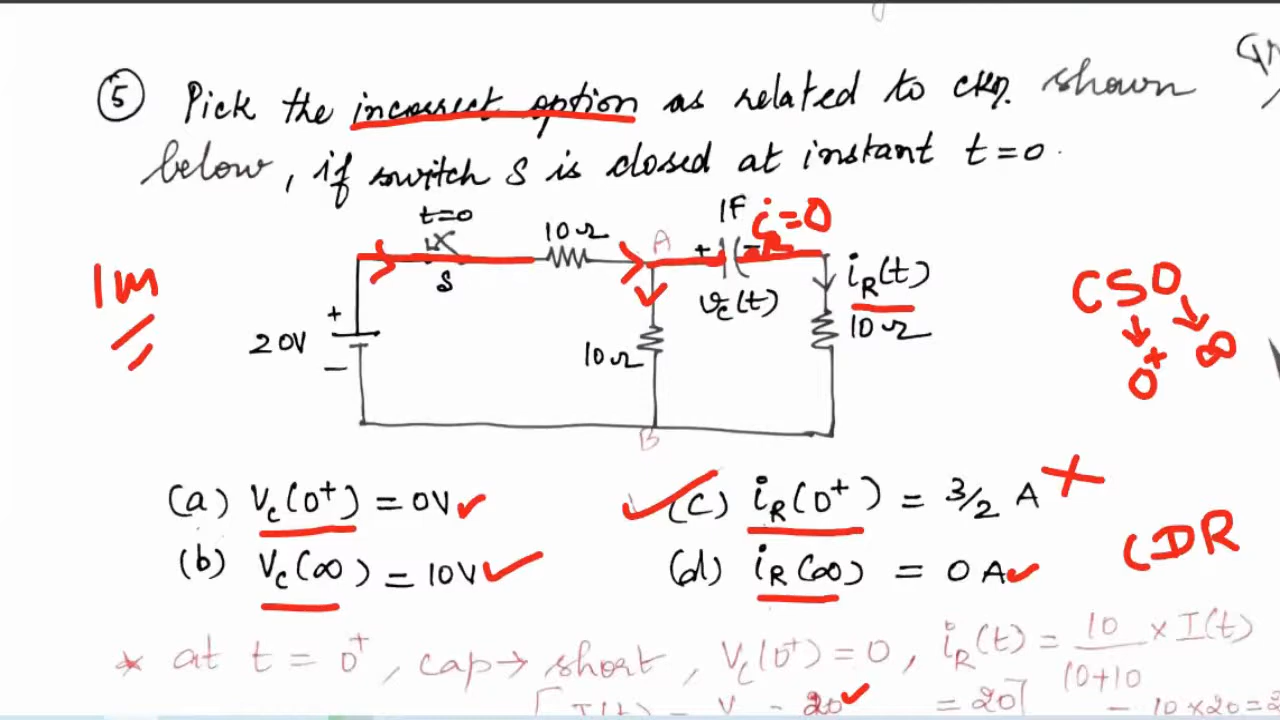 5 Pick the incorrect option as related to ckt. shown
below, if switch S is closed at instant t=0.
1M
t=0
S
10Ω
A
1F
i=0
+ -
Vc(t)
iR(t)
10Ω
CSO
0+ ∞
+
20V
-
10Ω
B
(a) Vc(0+) = 0V
(c) iR(0+) = 3/2 A
(b) Vc(∞) = 10V
(d) iR(∞) = 0 A
CDR
* at t = 0+, cap→ short, Vc(0+) = 0, iR(t) = 10/10+10 × I(t)